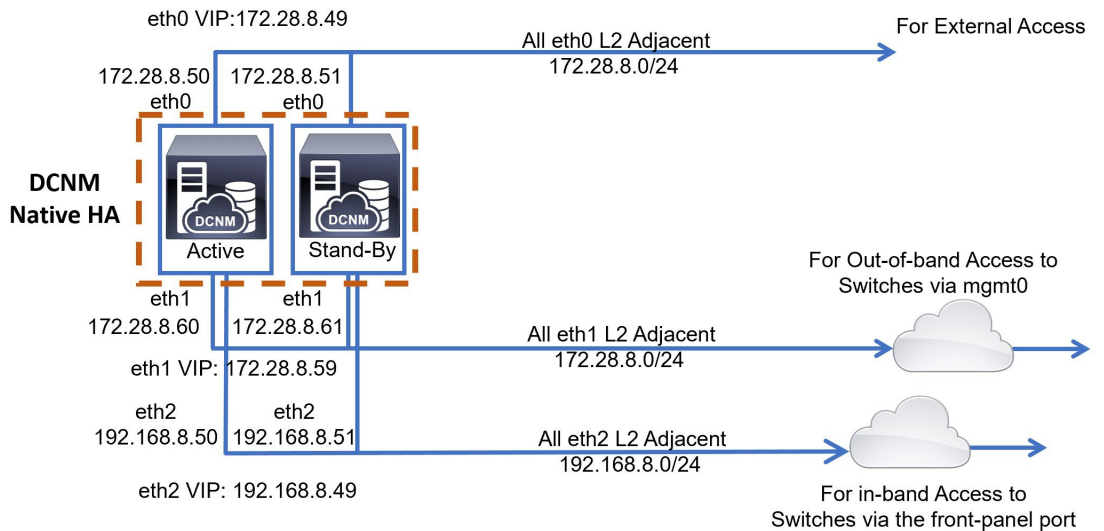 eth0 VIP:172.28.8.49
For External Access
All eth0 L2 Adjacent
172.28.8.0/24
172.28.8.50
172.28.8.51
eth0
eth0
DCNM
Native HA
DCNM
DCNM
Active
Stand-By
For Out-of-band Access to
Switches via mgmt0
eth1
eth1
172.28.8.60
172.28.8.61
All eth1 L2 Adjacent
172.28.8.0/24
eth1 VIP: 172.28.8.59
eth2
eth2
192.168.8.50
192.168.8.51
All eth2 L2 Adjacent
192.168.8.0/24
eth2 VIP: 192.168.8.49
For in-band Access to
Switches via the front-panel port